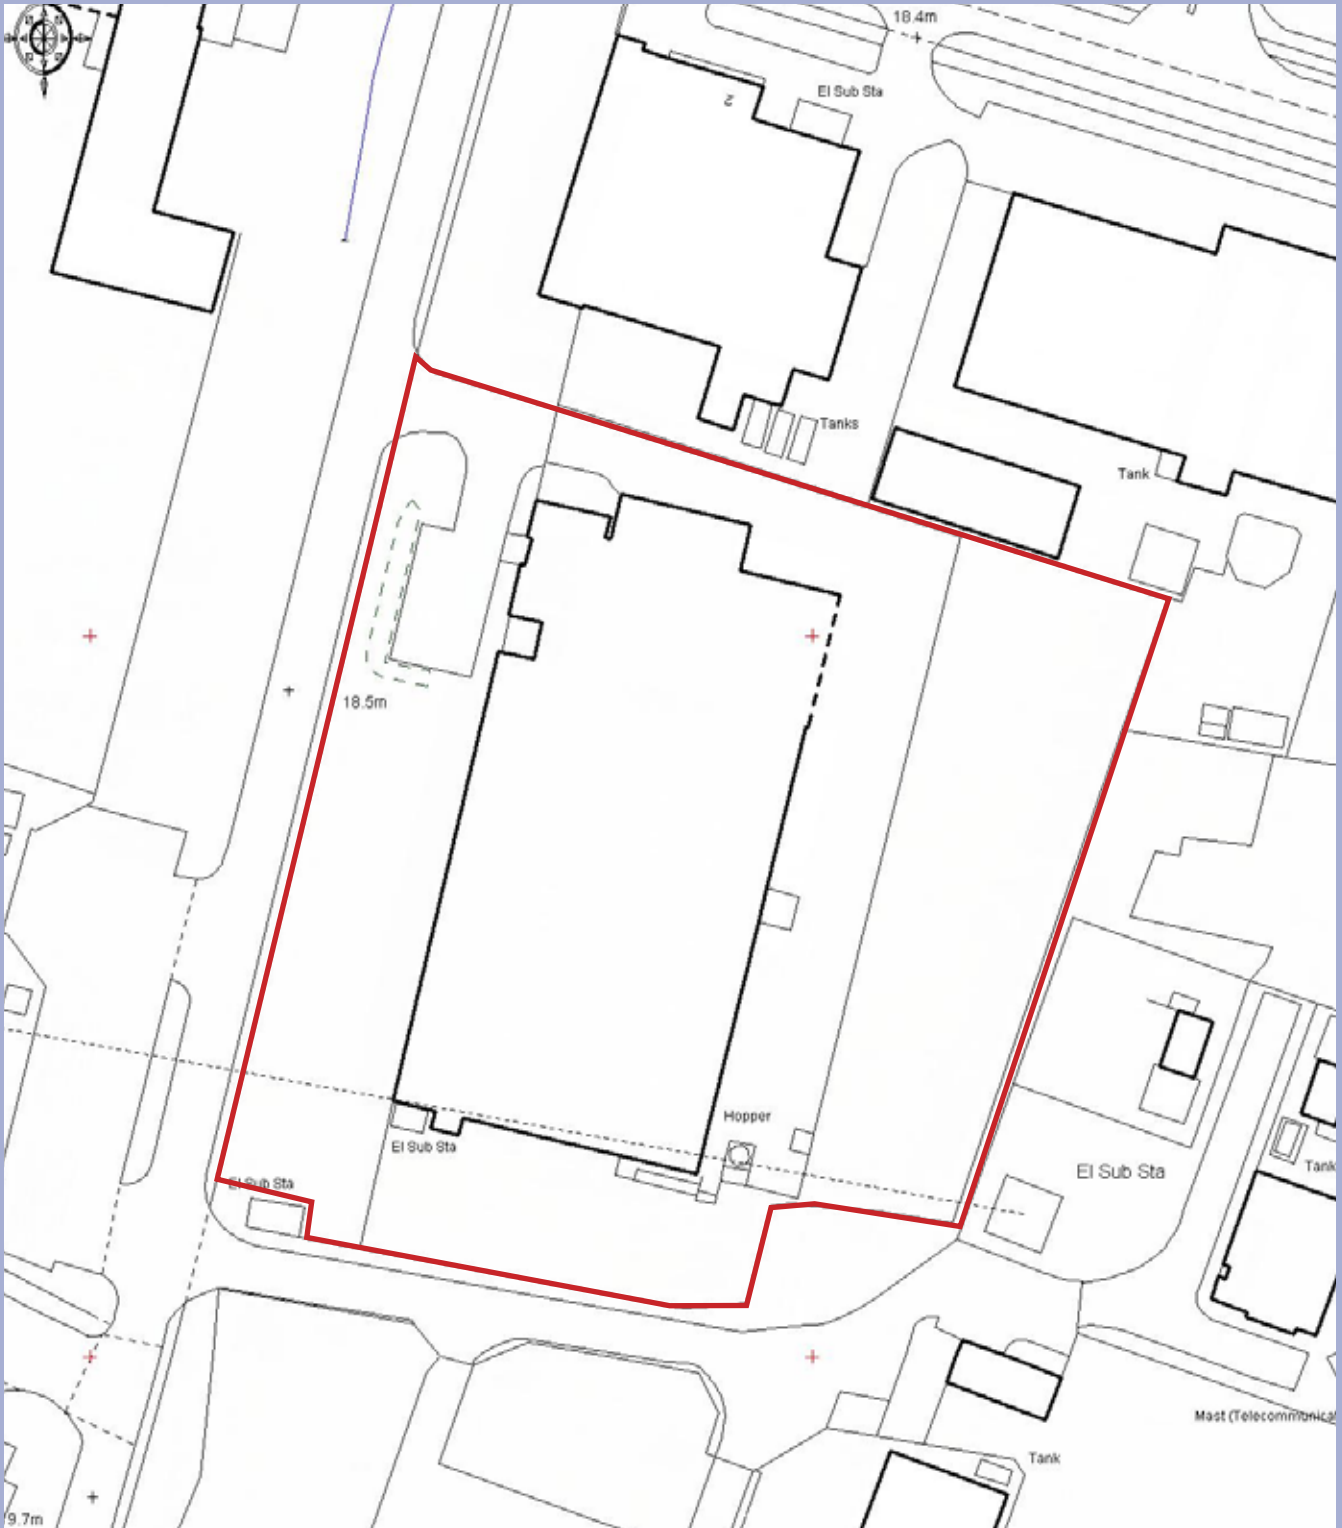 18.4m
El Sub Sta
2
Tanks
Tank
18.5m
Hopper
El Sub Sta
El Sub Sta
El Sub Sta
Tank
Mast (Telecommunica
Tank
9.7m